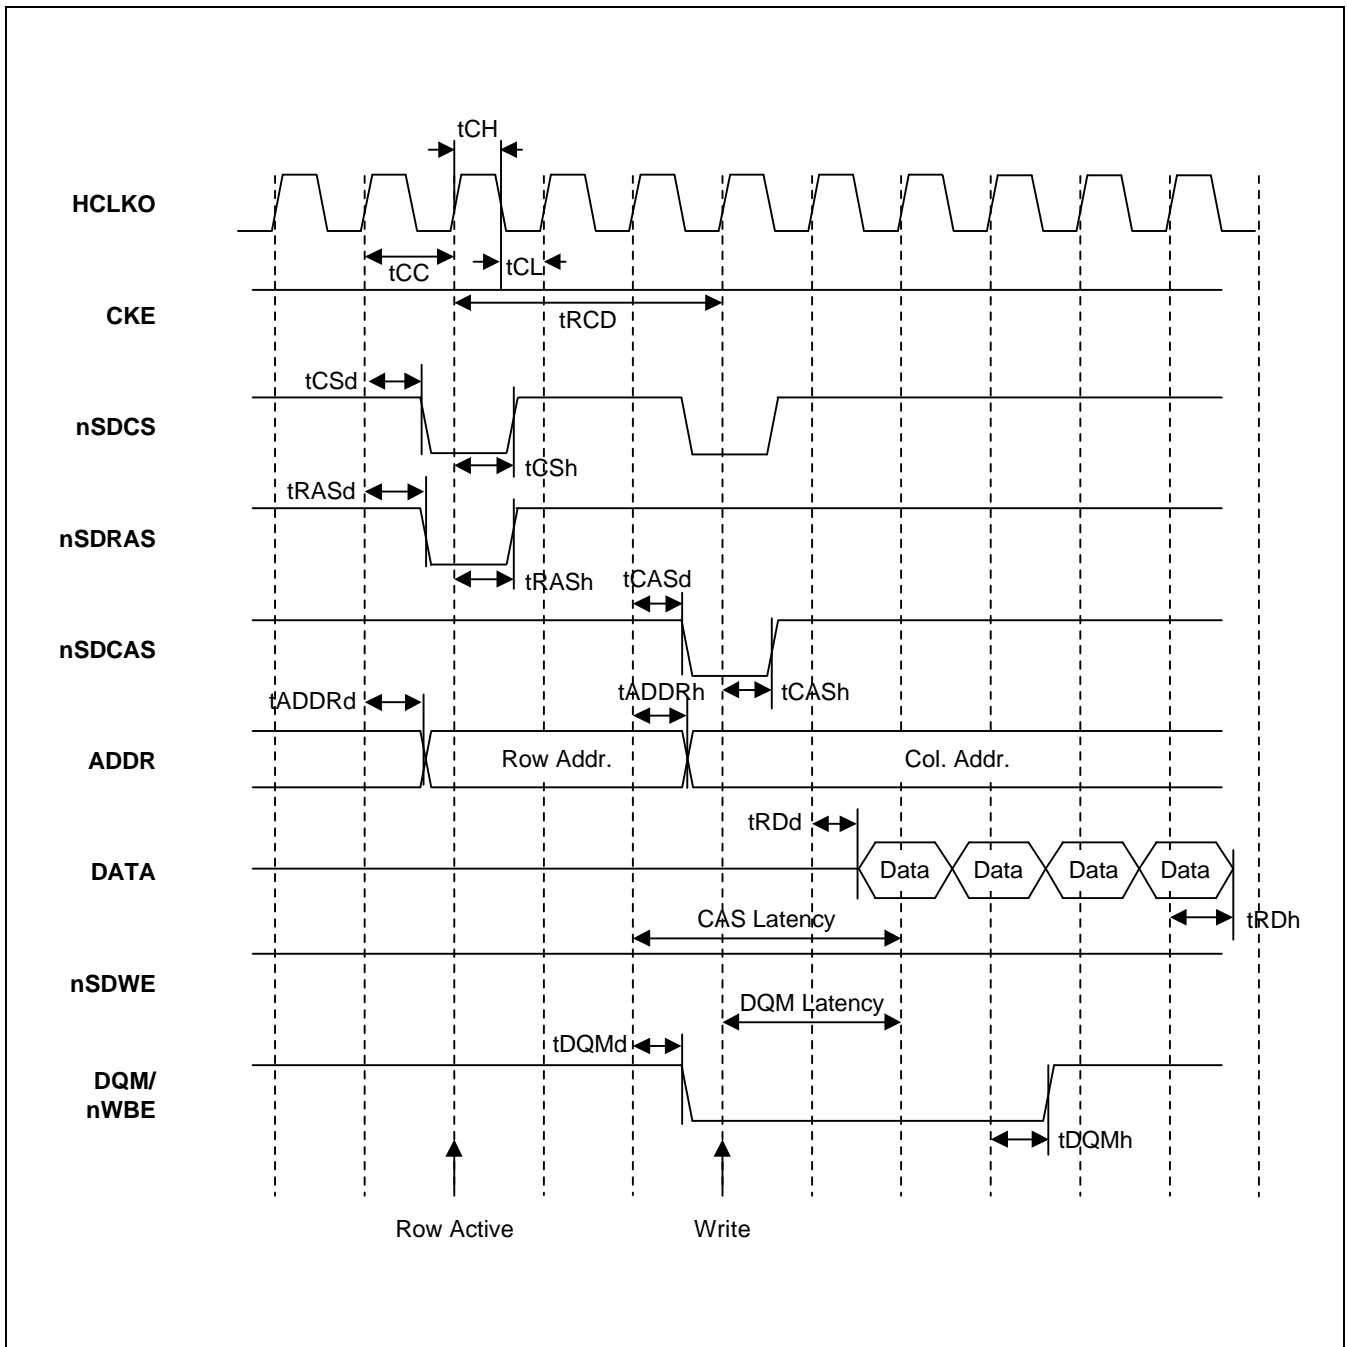 tCH
HCLKO
tCC
tCL
CKE
tRCD
tCSd
nSDCS
tCSh
tRASd
nSDRAS
tRASh
tCASd
nSDCAS
tADDRd
tADDRh
tCASh
ADDR
Row Addr.
Col. Addr.
tRDd
DATA
Data
Data
Data
Data
CAS Latency
tRDh
nSDWE
DQM Latency
tDQMd
DQM/
nWBE
tDQMh
Row Active
Write